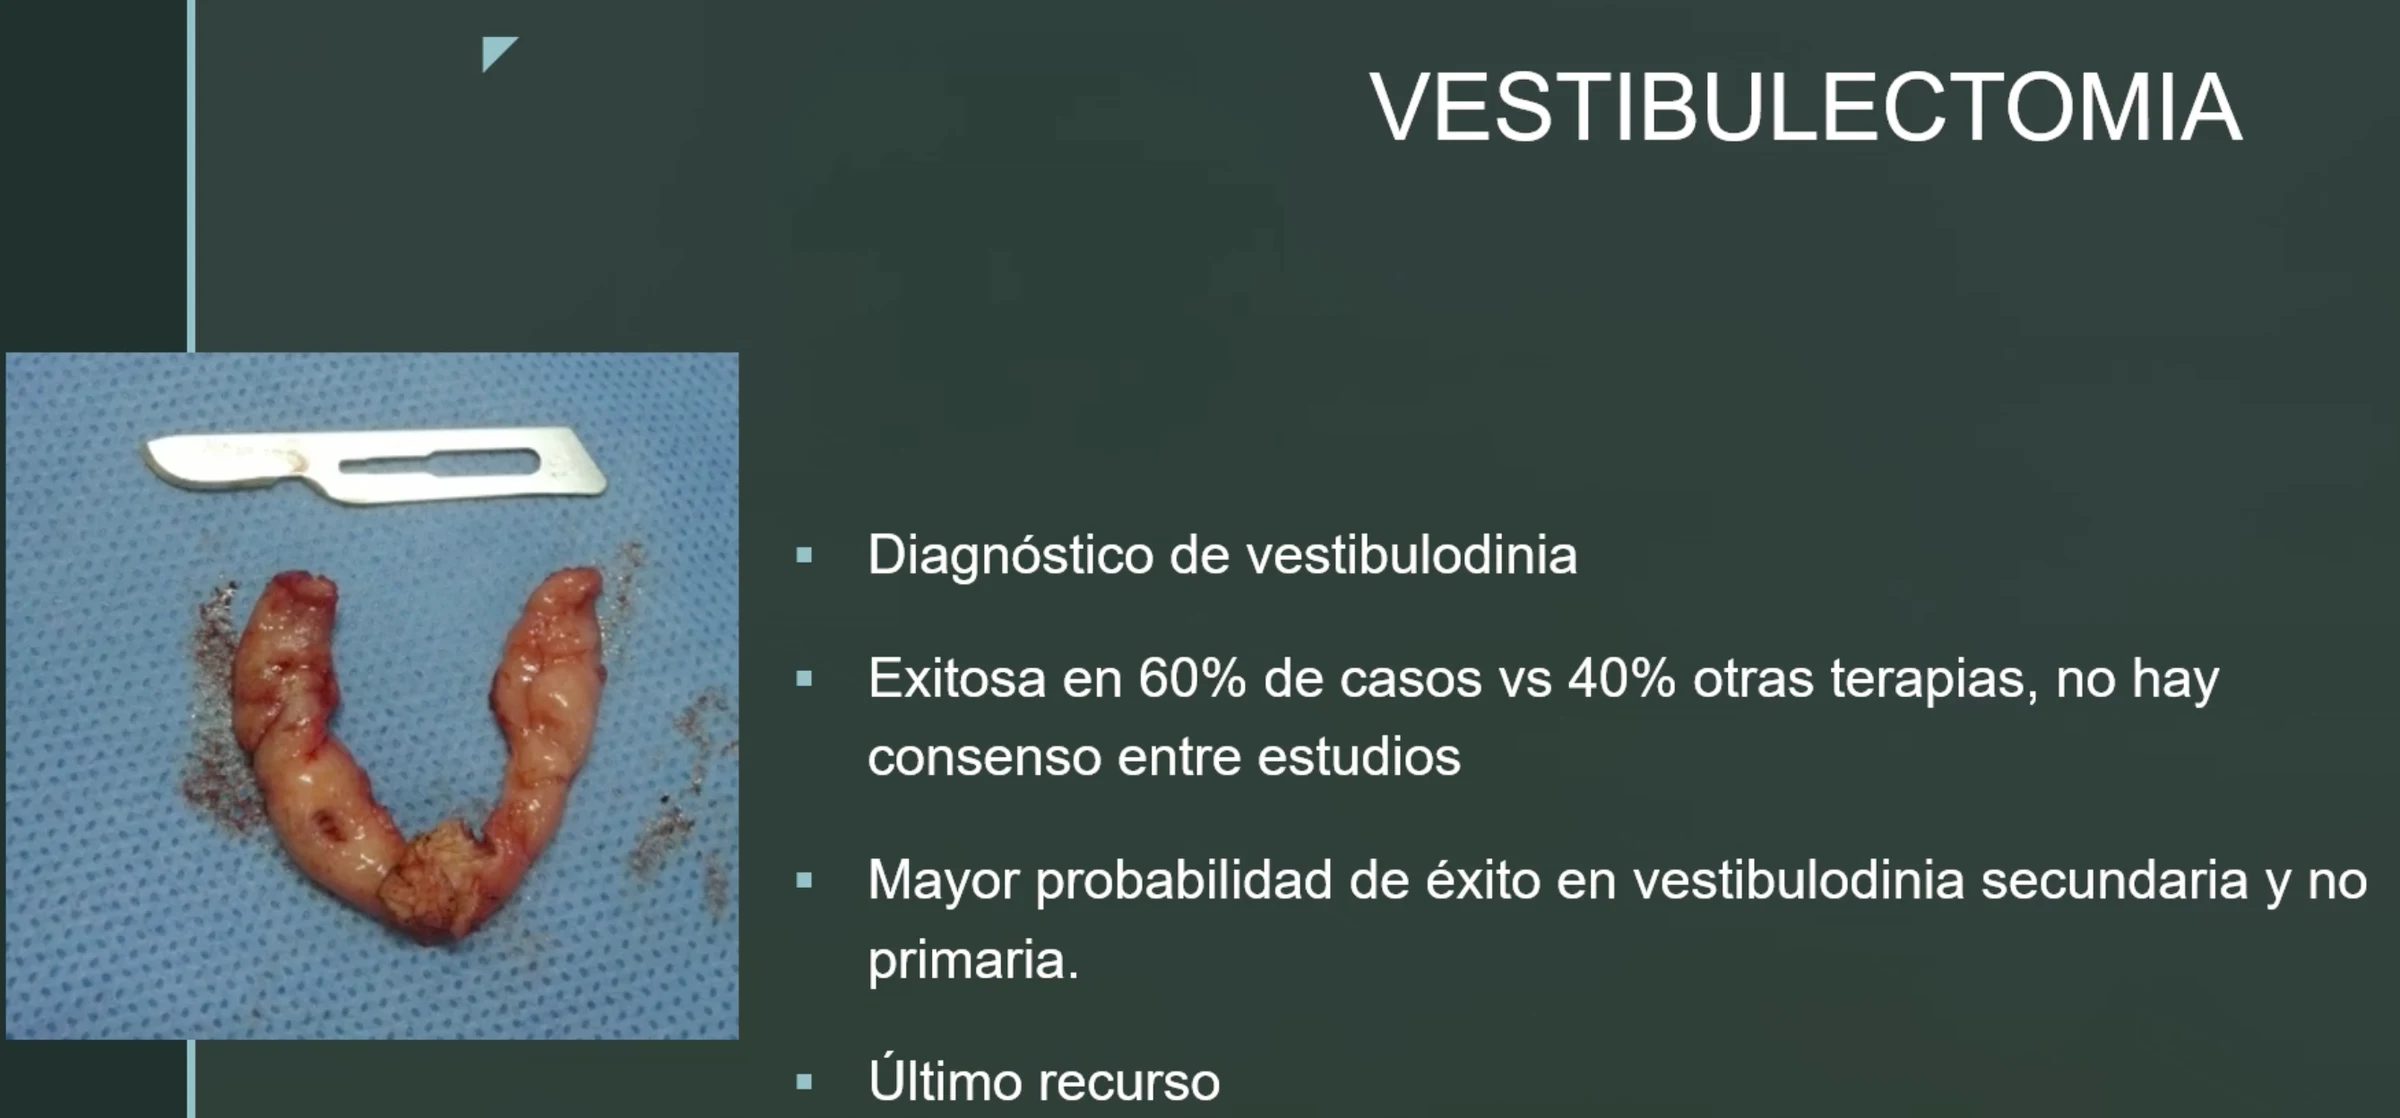 VESTIBULECTOMIA
Diagnóstico de vestibulodinia
Exitosa en 60% de casos vs 40% otras terapias, no hay
consenso entre estudios
Mayor probabilidad de éxito en vestibulodinia secundaria y no
primaria.
Último recurso